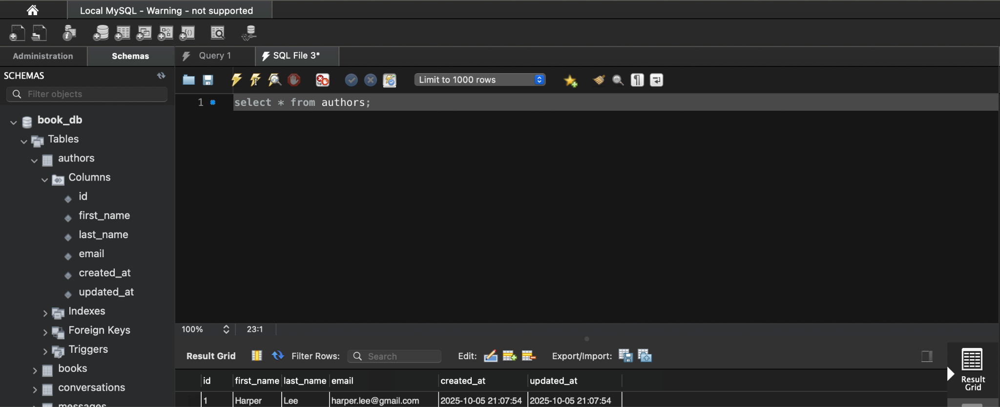 Local MySQL - Warning - not supported
Administration
Schemas
Query 1
SQL File 3*
SCHEMAS
Filter objects
Limit to 1000 rows
1
select * from authors;
book_db
Tables
authors
Columns
id
first_name
last_name
email
created_at
updated_at
Indexes
Foreign Keys
Triggers
books
conversations
messages
100%
23:1
Result Grid
Filter Rows:
Search
Edit:
Export/Import:
Result
Grid
id first_name last_name email created_at updated_at
1 Harper Lee harper.lee@gmail.com 2025-10-05 21:07:54 2025-10-05 21:07:54